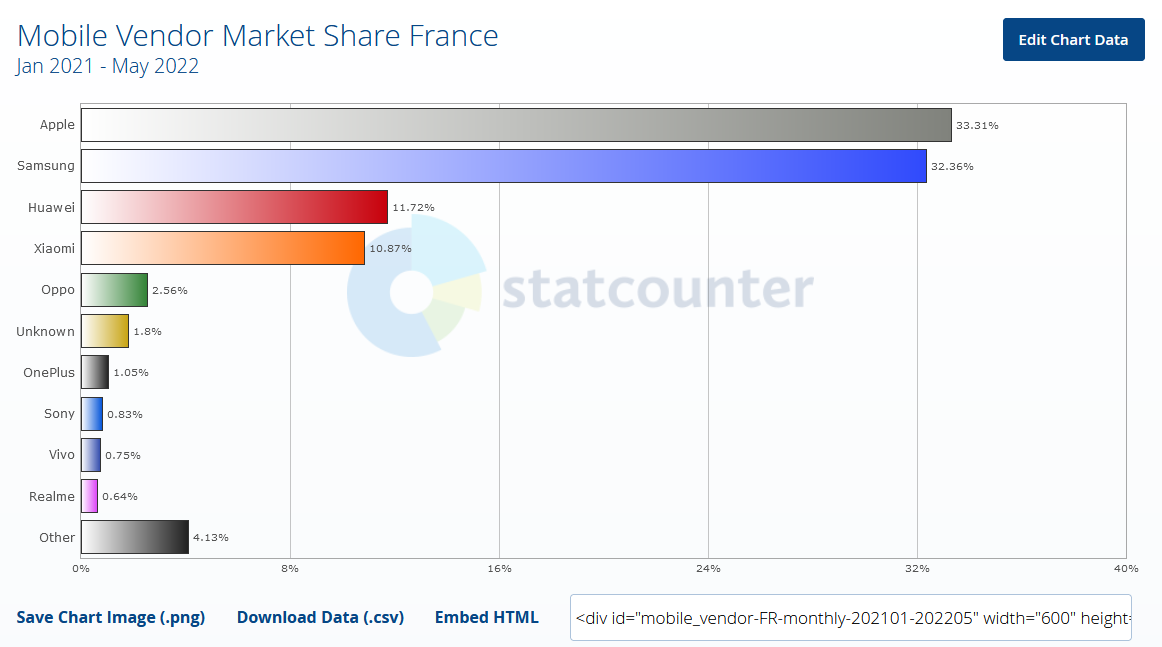 Mobile Vendor Market Share France
Jan 2021 - May 2022
Edit Chart Data
Apple 33.31%
Samsung 32.36%
Huawei 11.72%
Xiaomi 10.87%
Oppo 2.56%
Unknown 1.8%
OnePlus 1.05%
Sony 0.83%
Vivo 0.75%
Realme 0.64%
Other 4.13%
statcounter
0% 8% 16% 24% 32% 40%
Save Chart Image (.png) Download Data (.csv) Embed HTML <div id="mobile_vendor-FR-monthly-202101-202205" width="600" height=